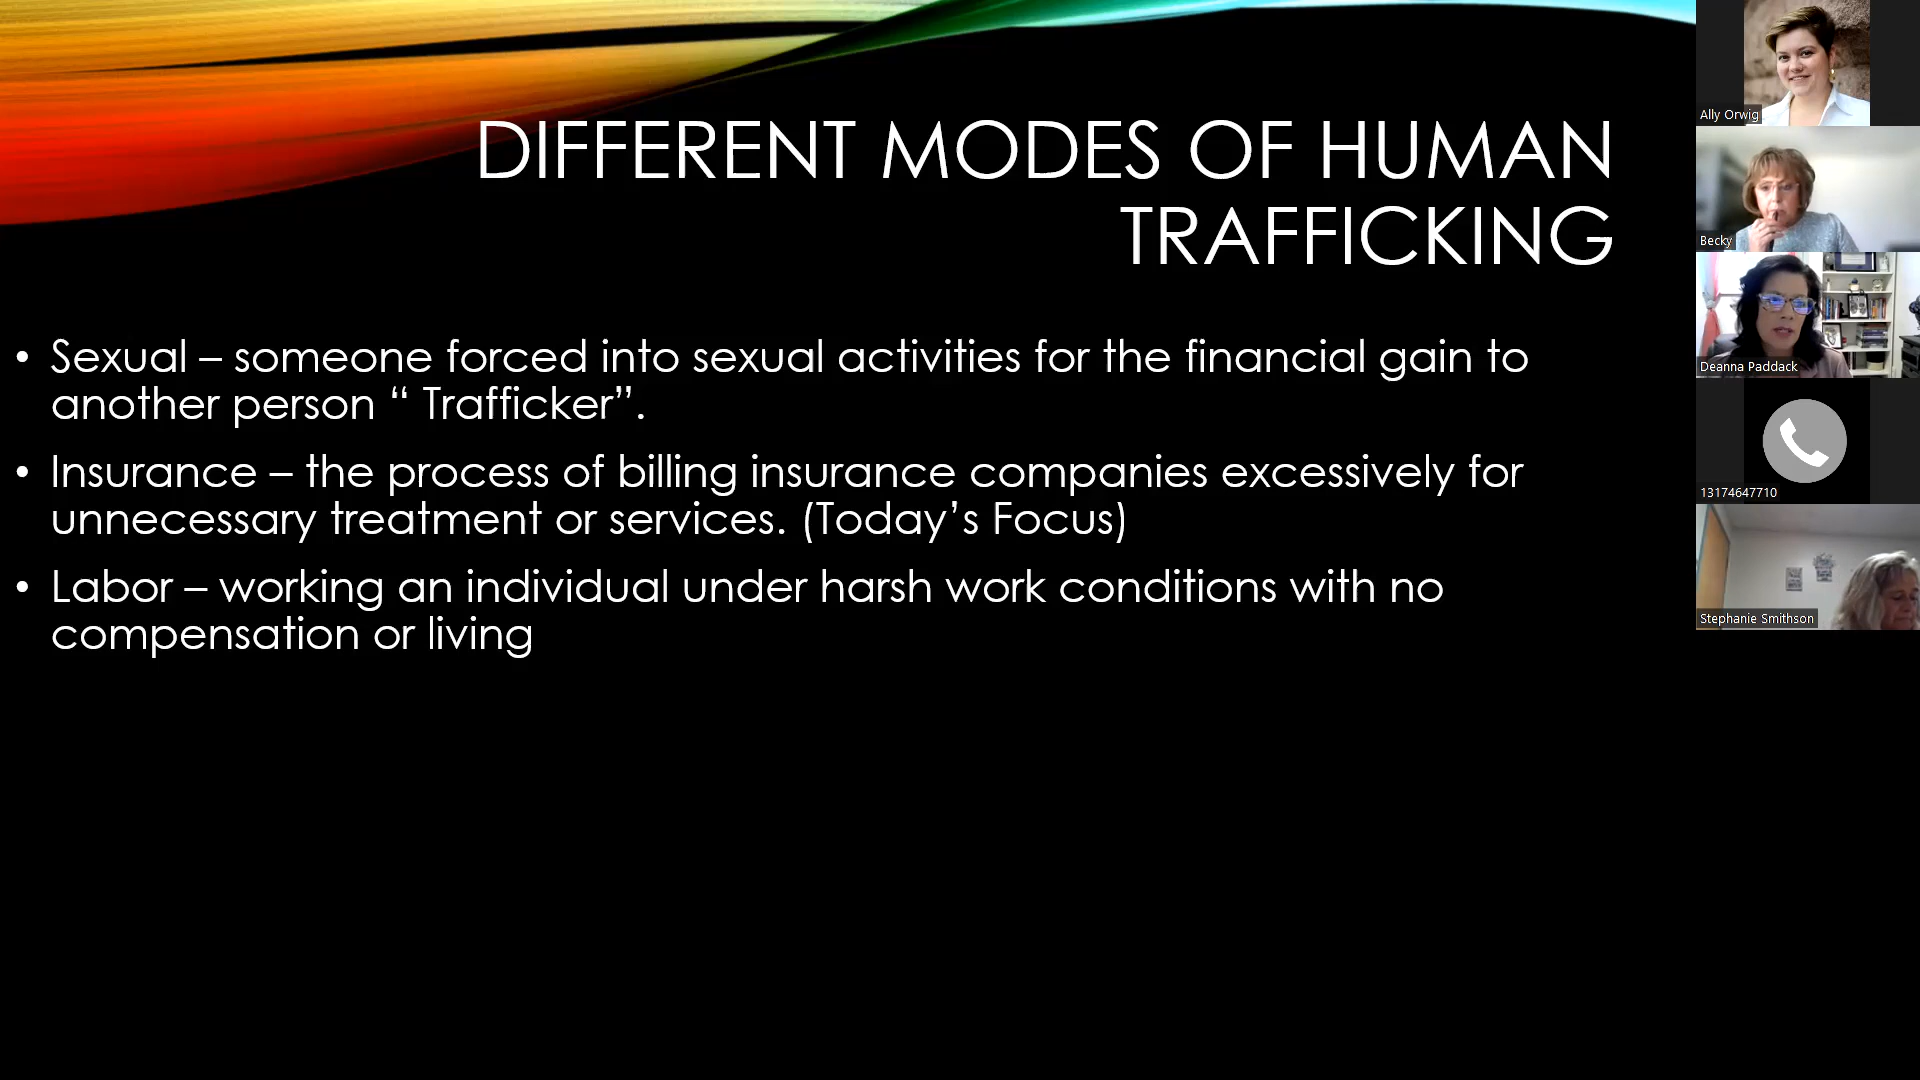 DIFFERENT MODES OF HUMAN
TRAFFICKING
• Sexual – someone forced into sexual activities for the financial gain to
another person “ Trafficker”.
• Insurance – the process of billing insurance companies excessively for
unnecessary treatment or services. (Today’s Focus)
• Labor – working an individual under harsh work conditions with no
compensation or living
Ally Orwig
Becky
Deanna Paddack
13174647710
Stephanie Smithson